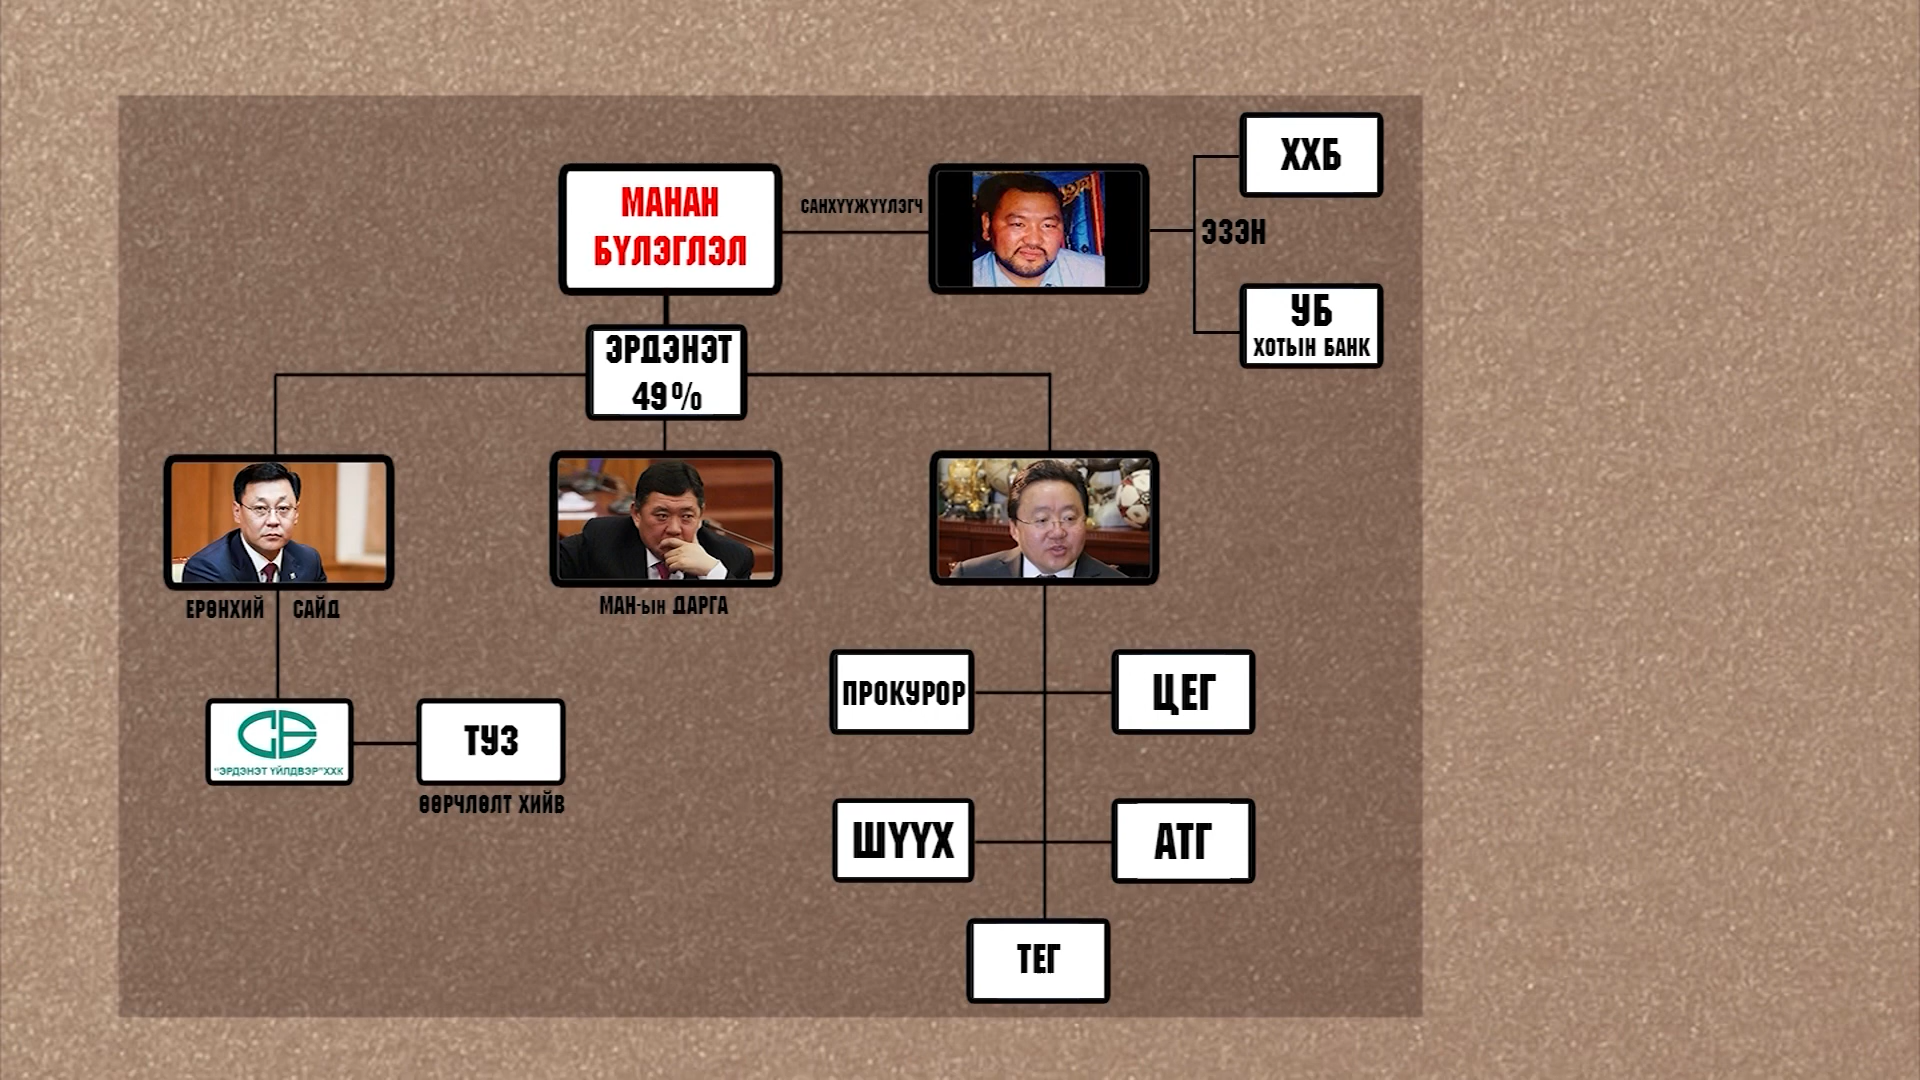 МАНАН
БҮЛЭГЛЭЛ
САНХҮҮЖҮҮЛЭГЧ
ХХБ
ЭЗЭН
УБ
ХОТЫН БАНК
ЭРДЭНЭТ
49%
ЕРӨНХИЙ САЙД
МАН-ын ДАРГА
ПРОКУРОР
ЦЕГ
"ЭРДЭНЭТ ҮЙЛДВЭР"ХХК
ТУЗ
ӨӨРЧЛӨЛТ ХИЙВ
ШҮҮХ
АТГ
ТЕГ